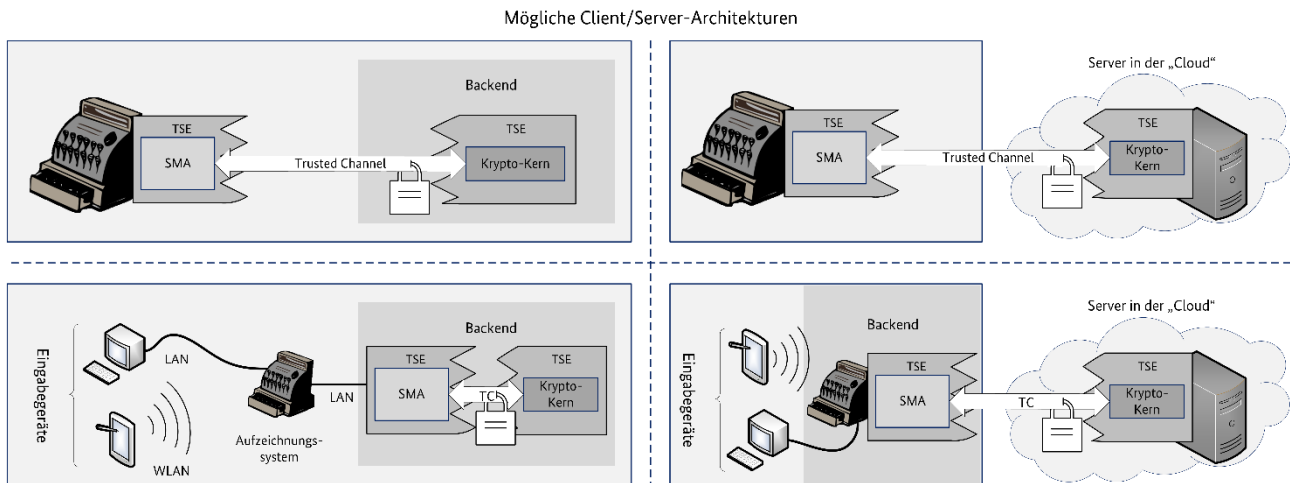 Mögliche Client/Server-Architekturen
Backend
TSE
SMA
Trusted Channel
TSE
Krypto-Kern
Server in der „Cloud“
TSE
SMA
Trusted Channel
TSE
Krypto-
Kern
Eingabegeräte
LAN
WLAN
Aufzeichnungs-
system
LAN
Backend
TSE
SMA
TC
TSE
Krypto-
Kern
Eingabegeräte
Backend
TSE
SMA
TC
Server in der „Cloud“
TSE
Krypto-
Kern